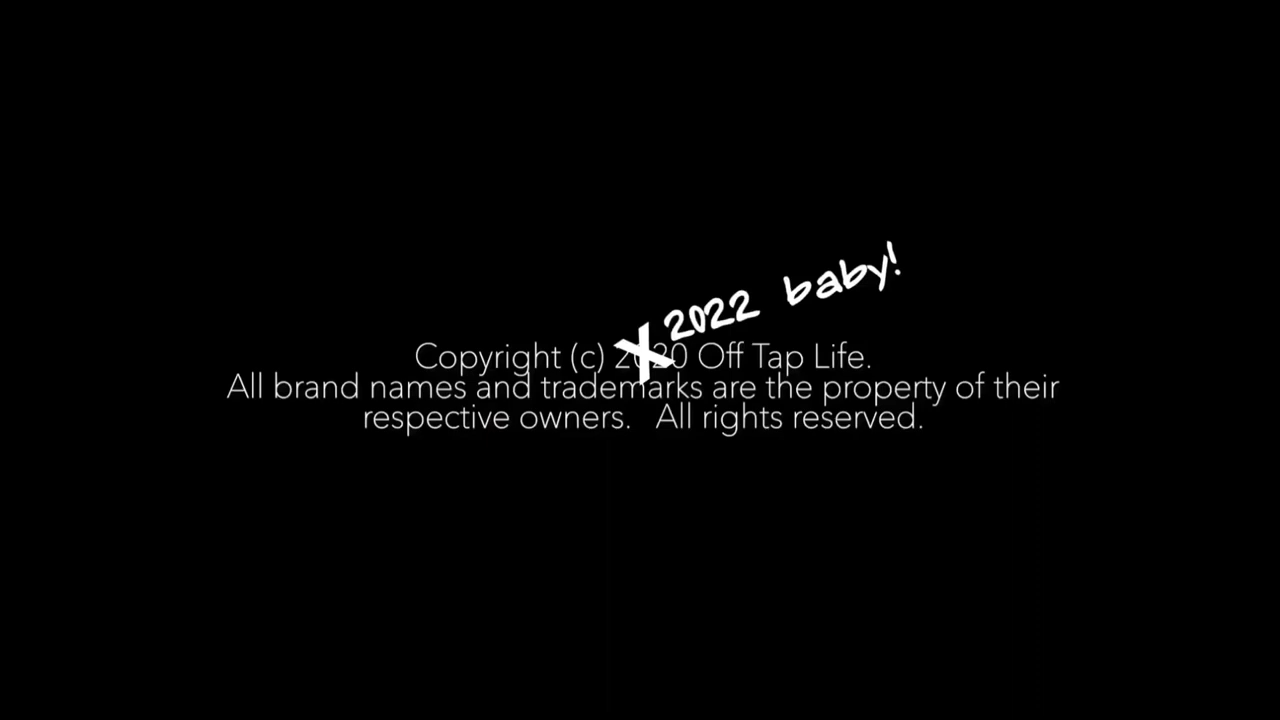 2022 baby!
X
Copyright (c) 2020 Off Tap Life.
All brand names and trademarks are the property of their
respective owners. All rights reserved.